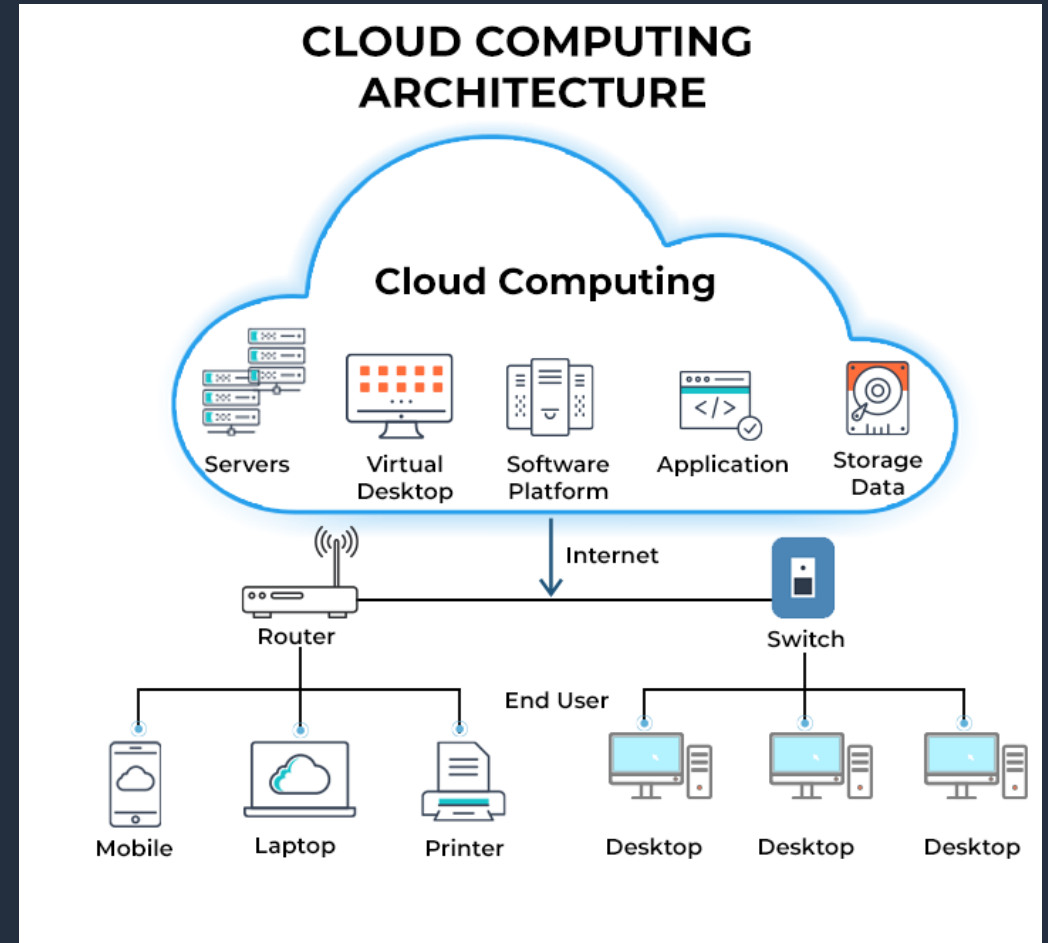 CLOUD COMPUTING
ARCHITECTURE
Cloud Computing
Servers
Virtual
Desktop
Software
Platform
</>
Application
Storage
Data
Internet
Router
Switch
End User
Mobile
Laptop
Printer
Desktop
Desktop
Desktop